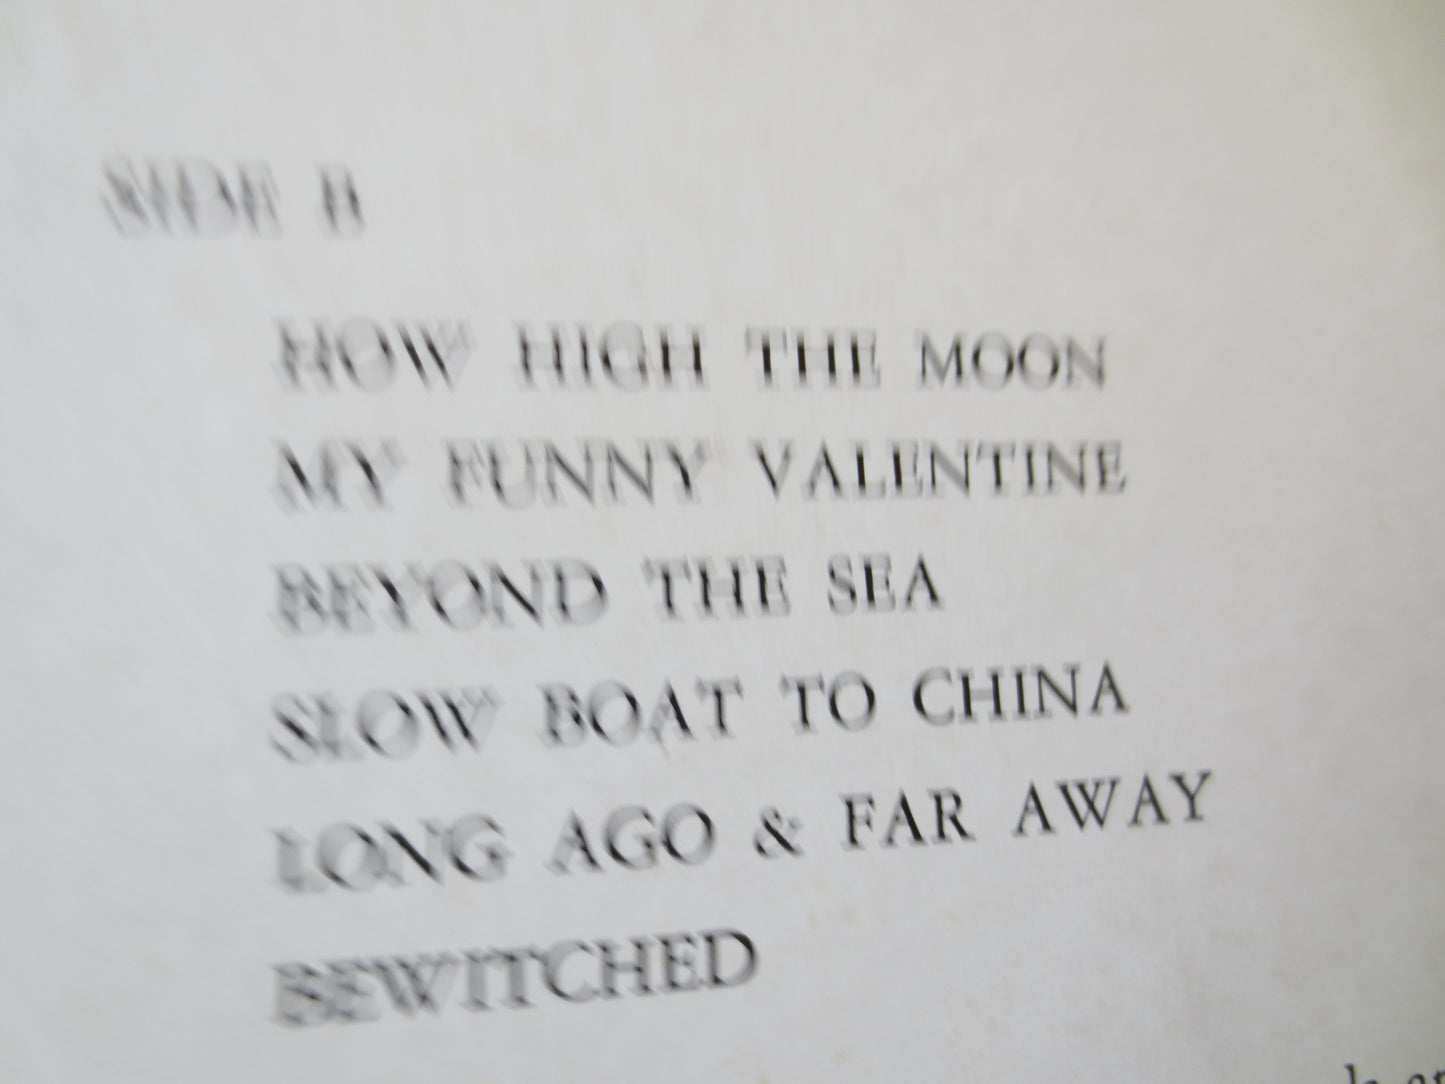 SIDE B
HOW HIGH THE MOON
MY FUNNY VALENTINE
BEYOND THE SEA
SLOW BOAT TO CHINA
LONG AGO & FAR AWAY
BEWITCHED